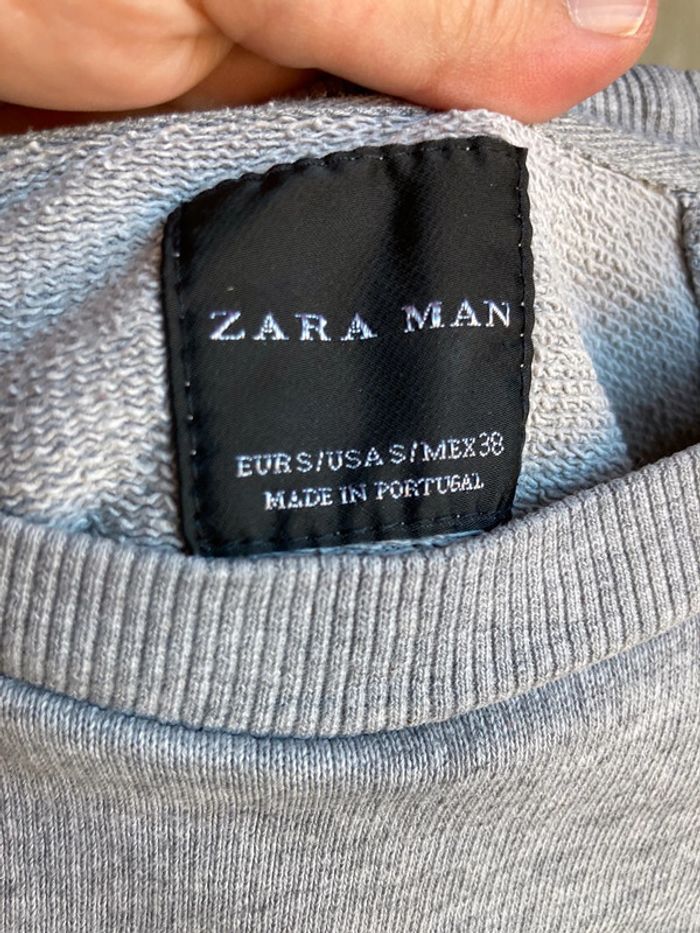 ZARA MAN
EUR S/USA S/MEX 38
MADE IN PORTUGAL